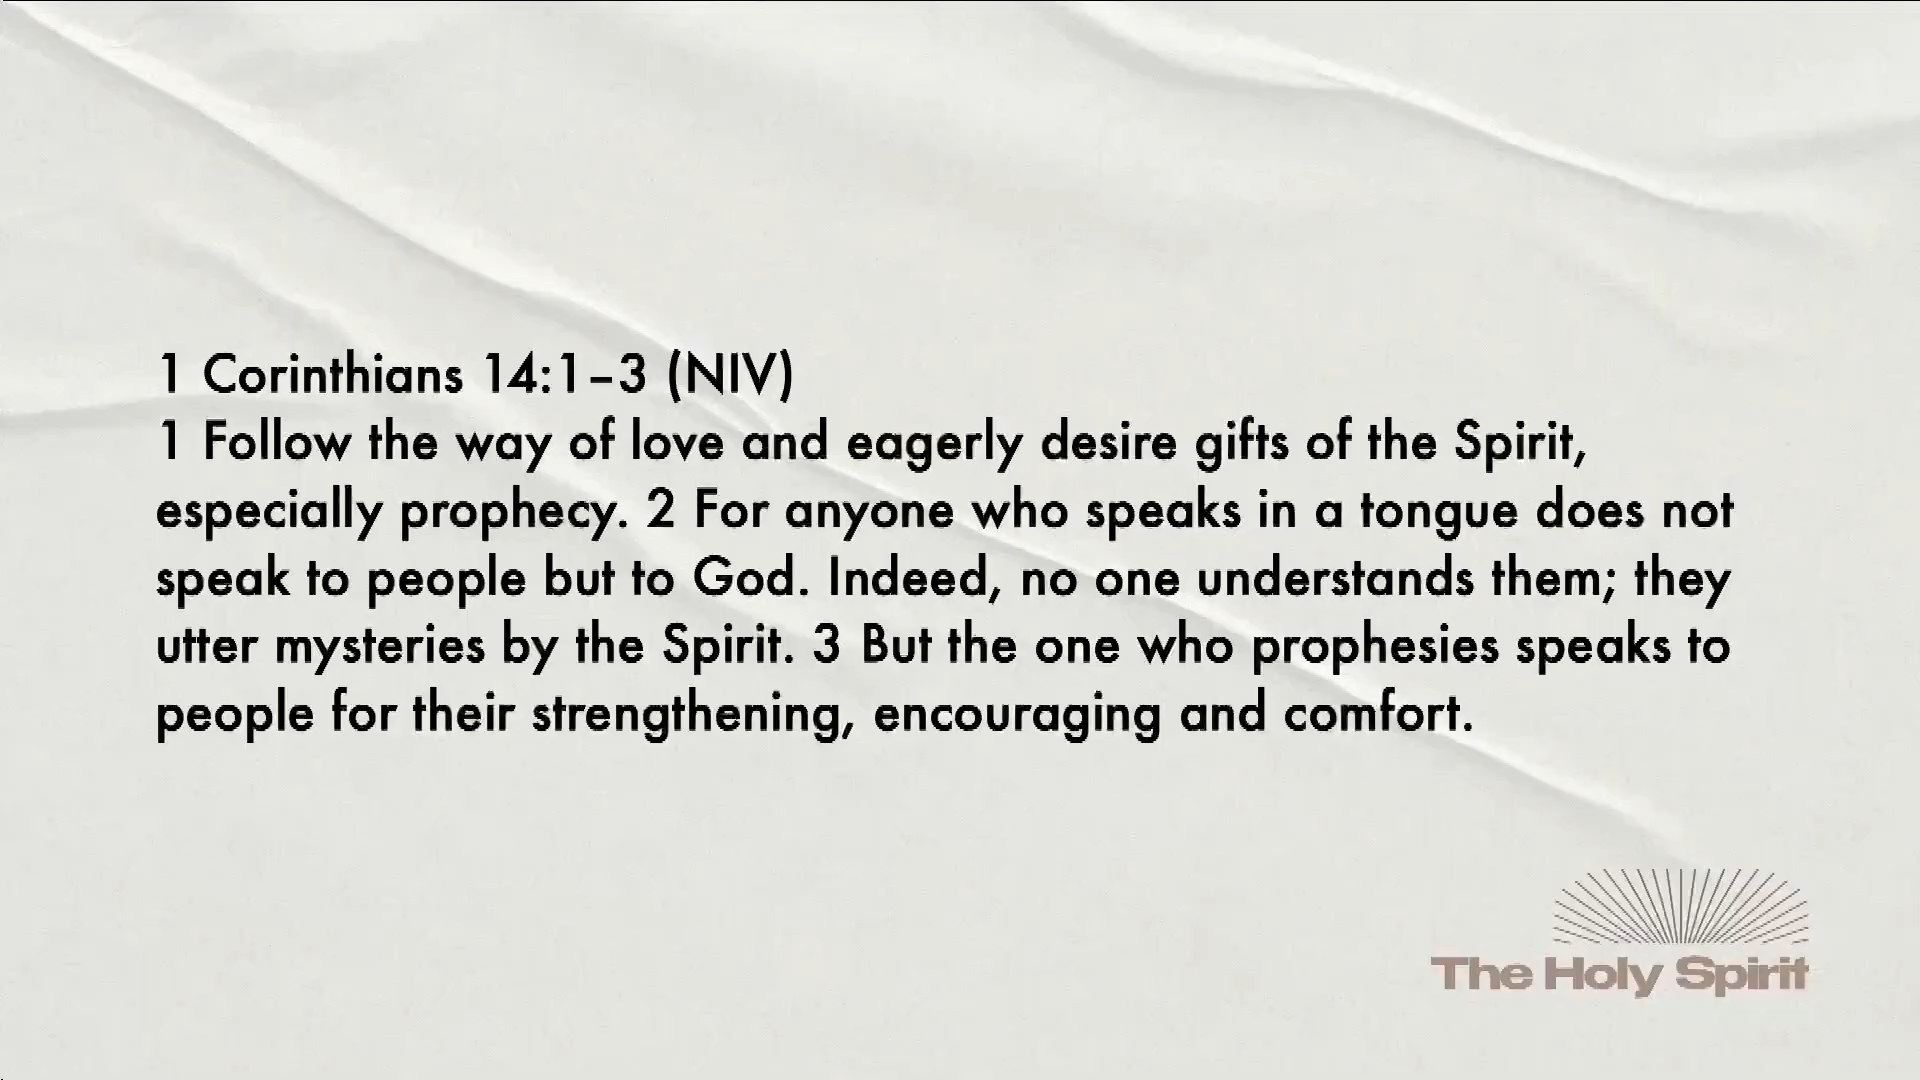 1 Corinthians 14:1–3 (NIV)
1 Follow the way of love and eagerly desire gifts of the Spirit,
especially prophecy. 2 For anyone who speaks in a tongue does not
speak to people but to God. Indeed, no one understands them; they
utter mysteries by the Spirit. 3 But the one who prophesies speaks to
people for their strengthening, encouraging and comfort.
The Holy Spirit